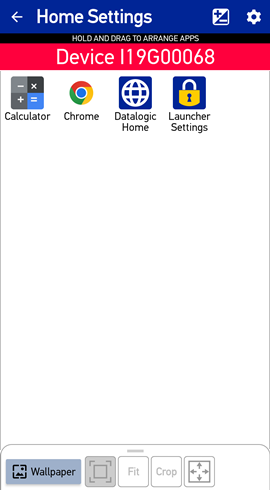 Home Settings
HOLD AND DRAG TO ARRANGE APPS
Device I19G00068
Calculator
Chrome
Datalogic
Home
Launcher
Settings
Wallpaper
Fit
Crop